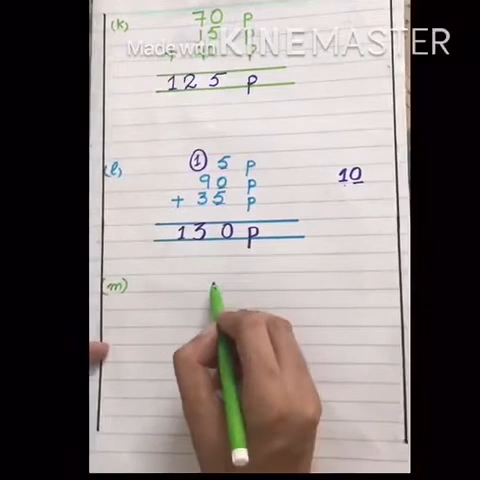 (k) 70 p
15 p
Made with KINEMASTER
125 p
(l) ① 5 p
90 p
+ 35 p
10
130 p
(m)